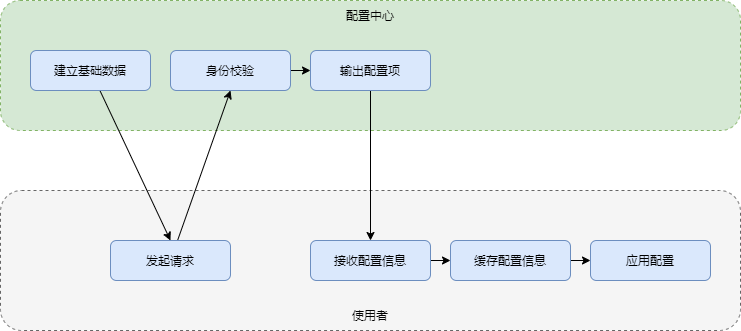 配置中心
建立基础数据
身份校验
输出配置项
发起请求
接收配置信息
缓存配置信息
应用配置
使用者